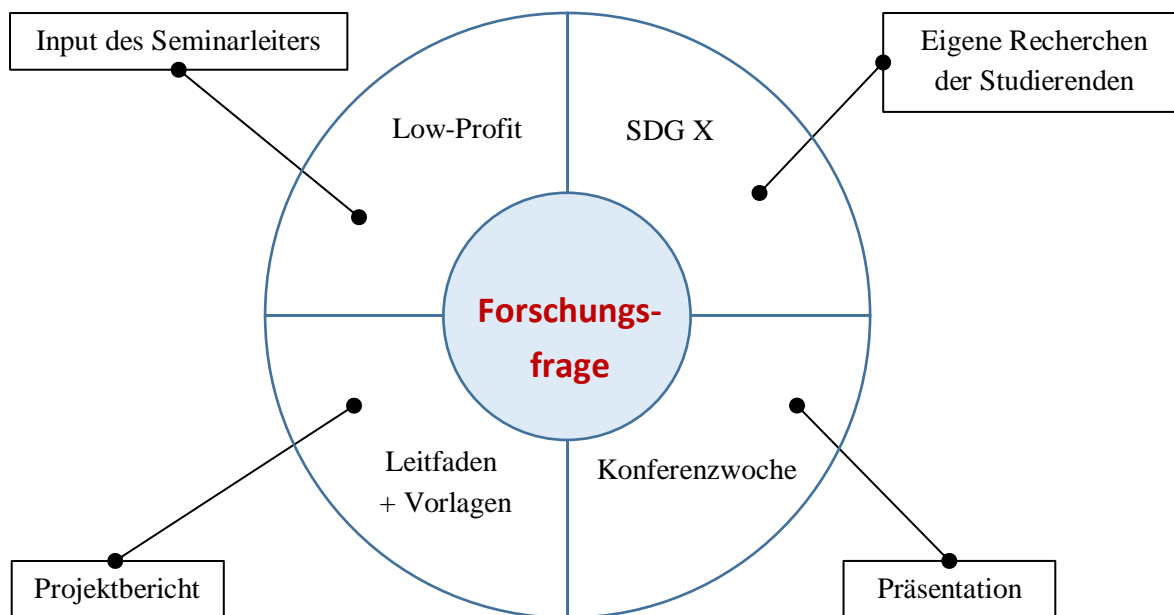 Input des Seminarleiters
Eigene Recherchen
der Studierenden
Low-Profit
SDG X
Forschungs-
frage
Leitfaden
+ Vorlagen
Konferenzwoche
Projektbericht
Präsentation